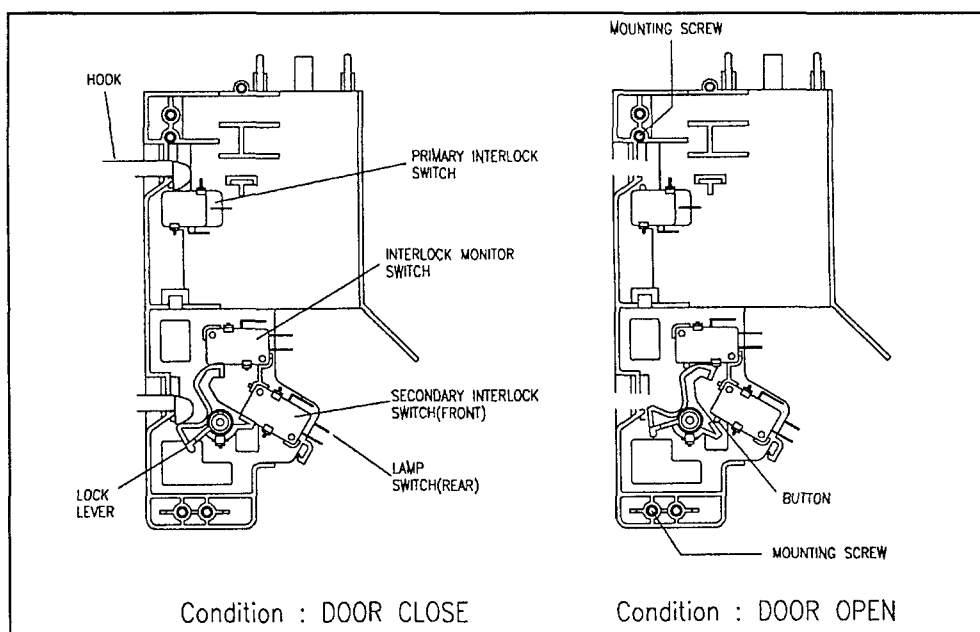 MOUNTING SCREW
HOOK
PRIMARY INTERLOCK
SWITCH
INTERLOCK MONITOR
SWITCH
SECONDARY INTERLOCK
SWITCH(FRONT)
LAMP
SWITCH(REAR)
LOCK
LEVER
BUTTON
MOUNTING SCREW
Condition : DOOR CLOSE
Condition : DOOR OPEN